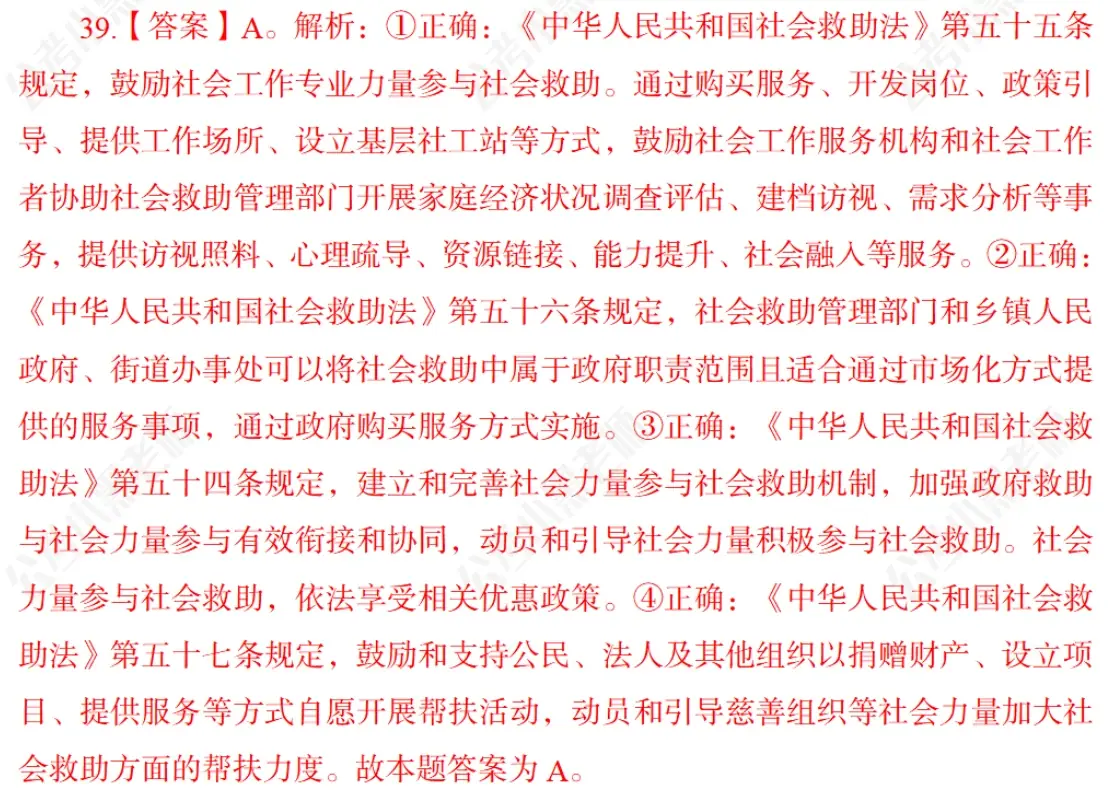 39.【答案】A。解析：①正确：《中华人民共和国社会救助法》第五十五条
规定，鼓励社会工作专业力量参与社会救助。通过购买服务、开发岗位、政策引
导、提供工作场所、设立基层社工站等方式，鼓励社会工作服务机构和社会工作
者协助社会救助管理部门开展家庭经济状况调查评估、建档访视、需求分析等事
务，提供访视照料、心理疏导、资源链接、能力提升、社会融入等服务。②正确：
《中华人民共和国社会救助法》第五十六条规定，社会救助管理部门和乡镇人民
政府、街道办事处可以将社会救助中属于政府职责范围且适合通过市场化方式提
供的服务事项，通过政府购买服务方式实施。③正确：《中华人民共和国社会救
助法》第五十四条规定，建立和完善社会力量参与社会救助机制，加强政府救助
与社会力量参与有效衔接和协同，动员和引导社会力量积极参与社会救助。社会
力量参与社会救助，依法享受相关优惠政策。④正确：《中华人民共和国社会救
助法》第五十七条规定，鼓励和支持公民、法人及其他组织以捐赠财产、设立项
目、提供服务等方式自愿开展帮扶活动，动员和引导慈善组织等社会力量加大社
会救助方面的帮扶力度。故本题答案为 A。